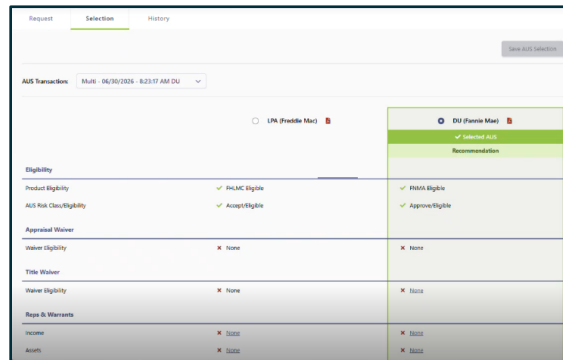 Request Selection History
Save AUS Selection
AUS Transaction: Multi - 06/30/2026 - 8:23:17 AM DU
LPA (Freddie Mac) DU (Fannie Mae)
Selected AUS
Recommendation
Eligibility
Product Eligibility FHLMC Eligible FNMA Eligible
AUS Risk Class/Eligibility Accept/Eligible Approve/Eligible
Appraisal Waiver
Waiver Eligibility None None
Title Waiver
Waiver Eligibility None None
Reps & Warrants
Income None None
Assets None None